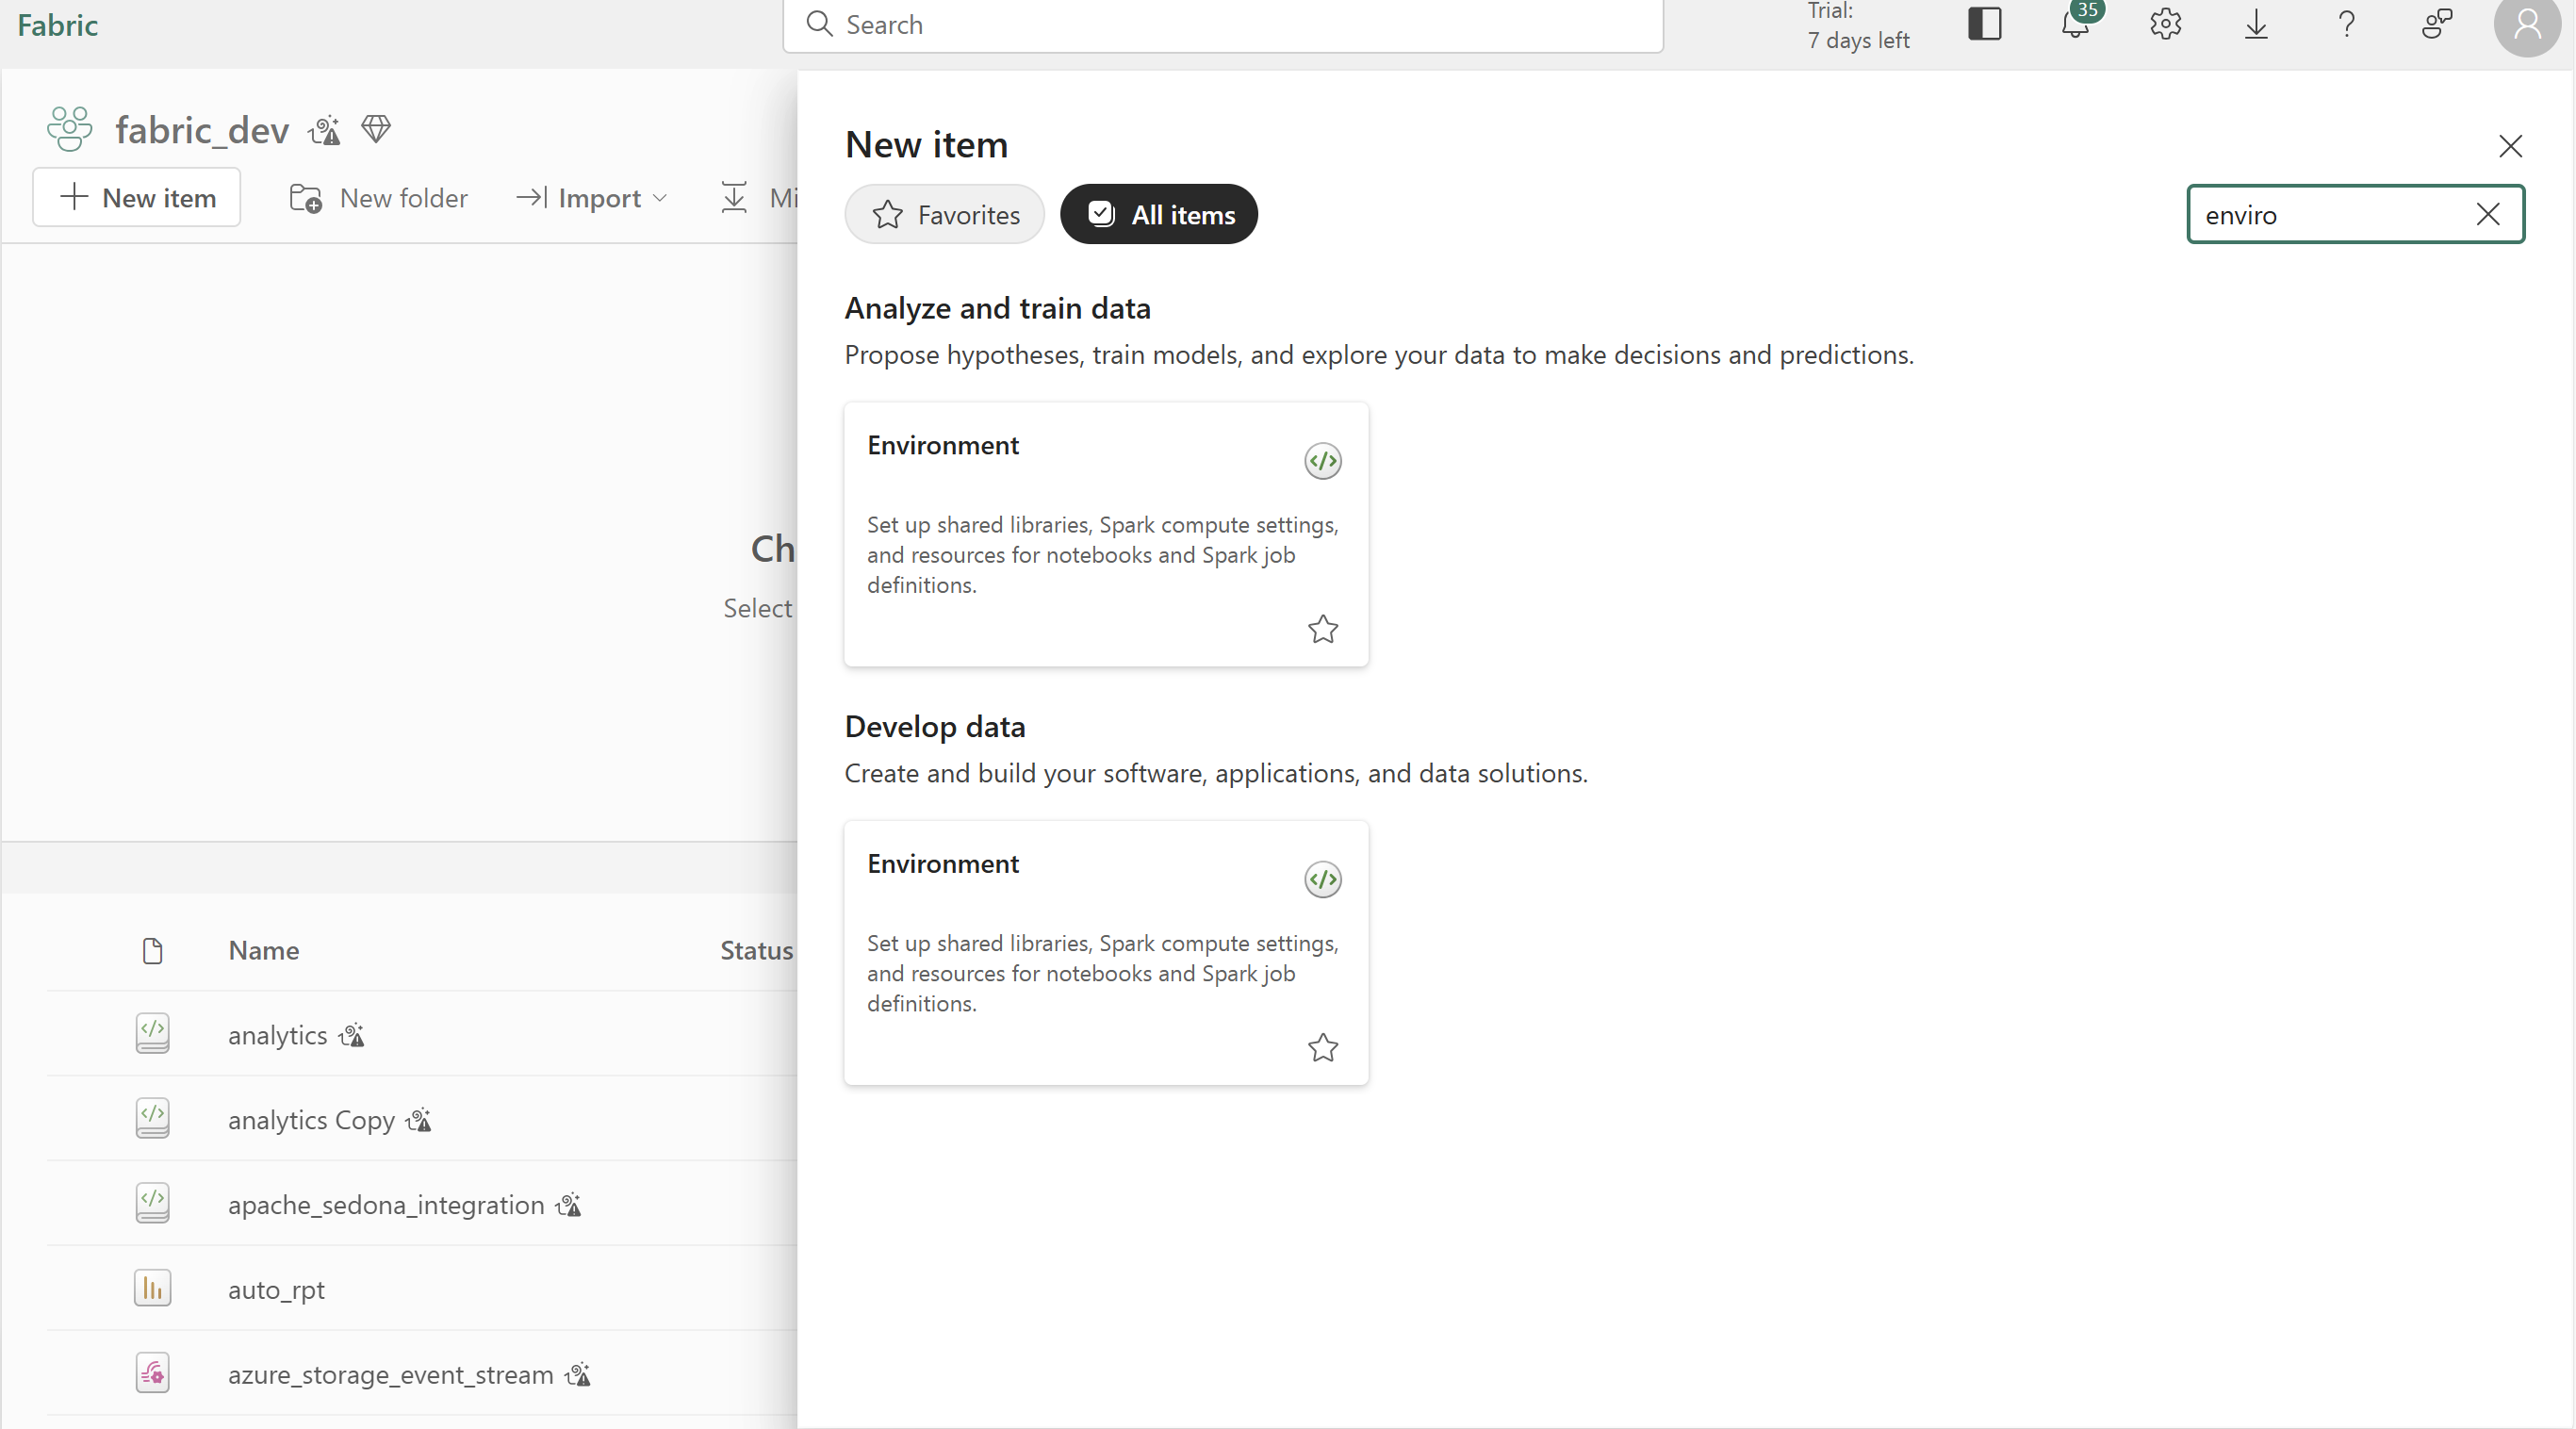 Fabric
Search
Trial:
7 days left
35
fabric_dev
New item
New folder
Import
Mi
New item
Favorites
All items
enviro
Analyze and train data
Propose hypotheses, train models, and explore your data to make decisions and predictions.
Environment
Set up shared libraries, Spark compute settings,
and resources for notebooks and Spark job
definitions.
Ch
Select
Develop data
Create and build your software, applications, and data solutions.
Environment
Set up shared libraries, Spark compute settings,
and resources for notebooks and Spark job
definitions.
Name
Status
analytics
analytics Copy
apache_sedona_integration
auto_rpt
azure_storage_event_stream